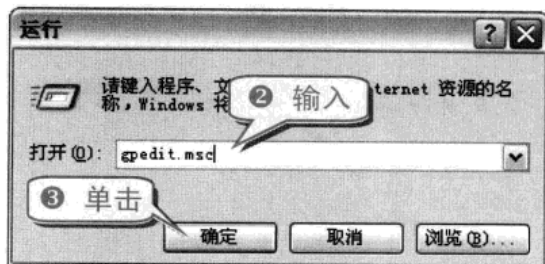 运行
请键入程序、文
ternet 资源的名
称，Windows 将
❷ 输入
打开(O): gpedit.msc
❸ 单击
确定 取消 浏览(B)...